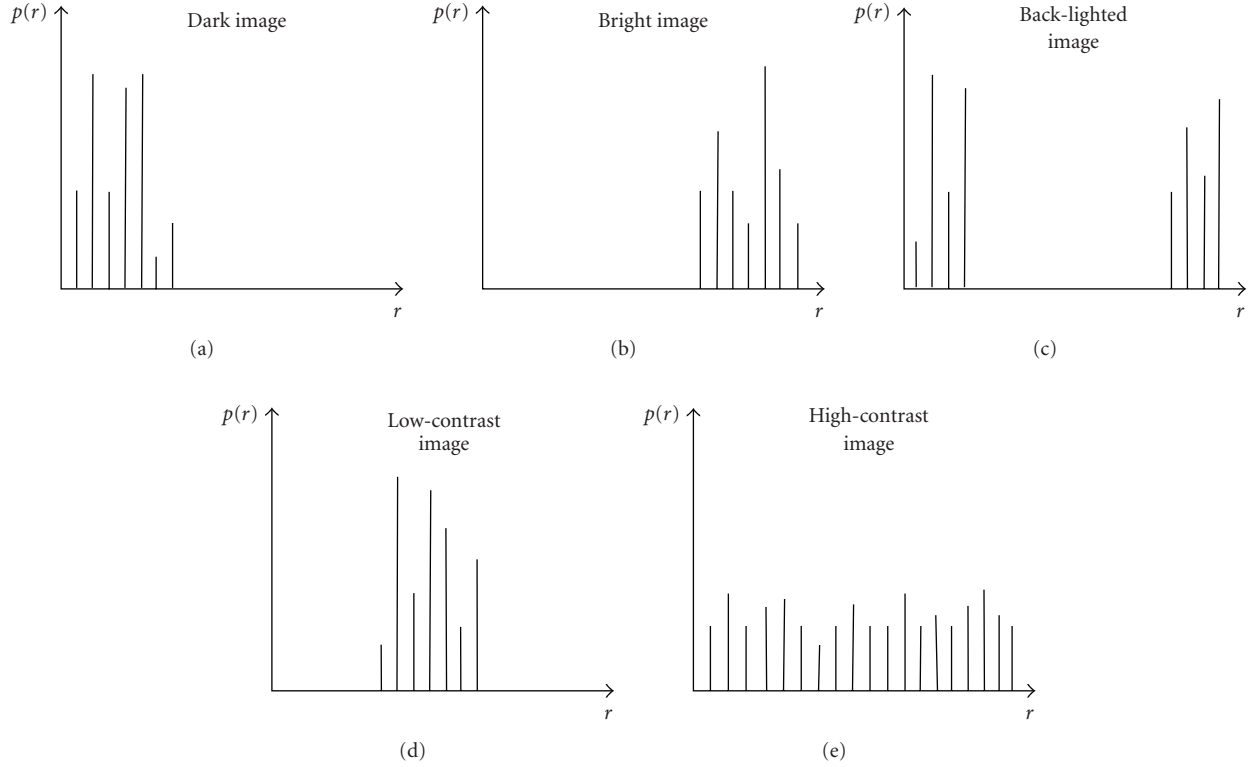 p(r)
Dark image
r
(a)
p(r)
Bright image
r
(b)
p(r)
Back-lighted
image
r
(c)
p(r)
Low-contrast
image
r
(d)
p(r)
High-contrast
image
r
(e)